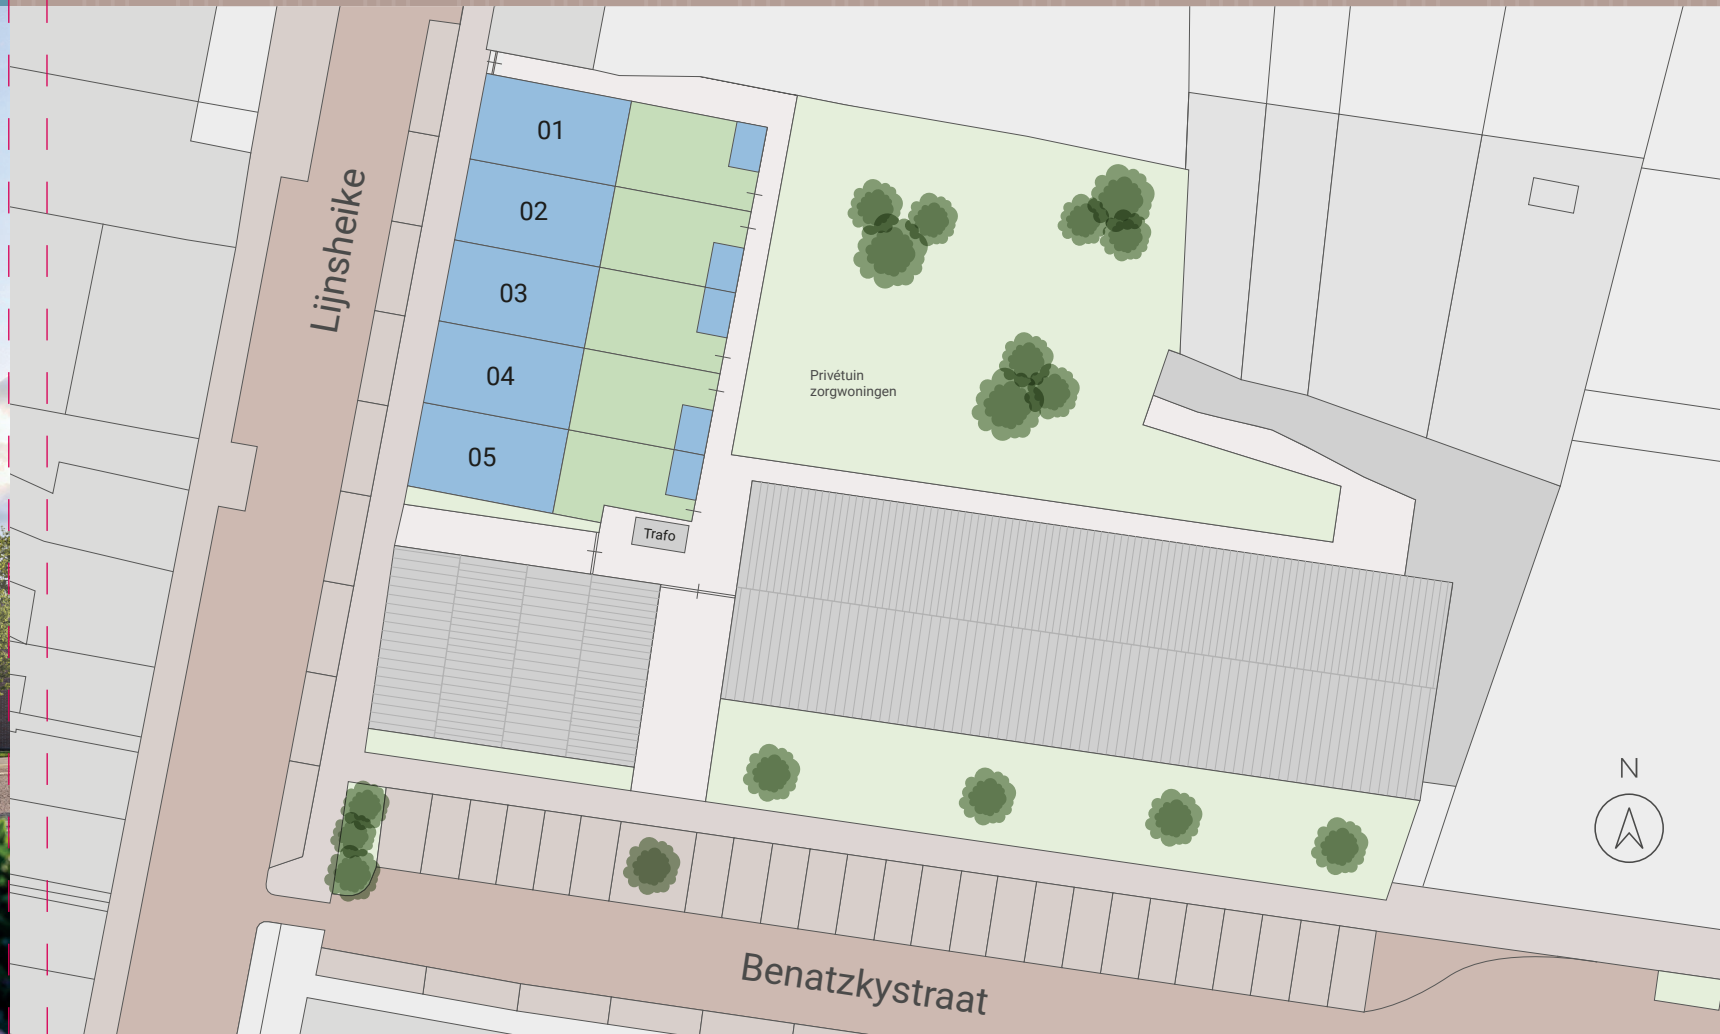 01
02
03
04
05
Lijnsheike
Privétuin
zorgwoningen
Trafo
N
Benatzkystraat